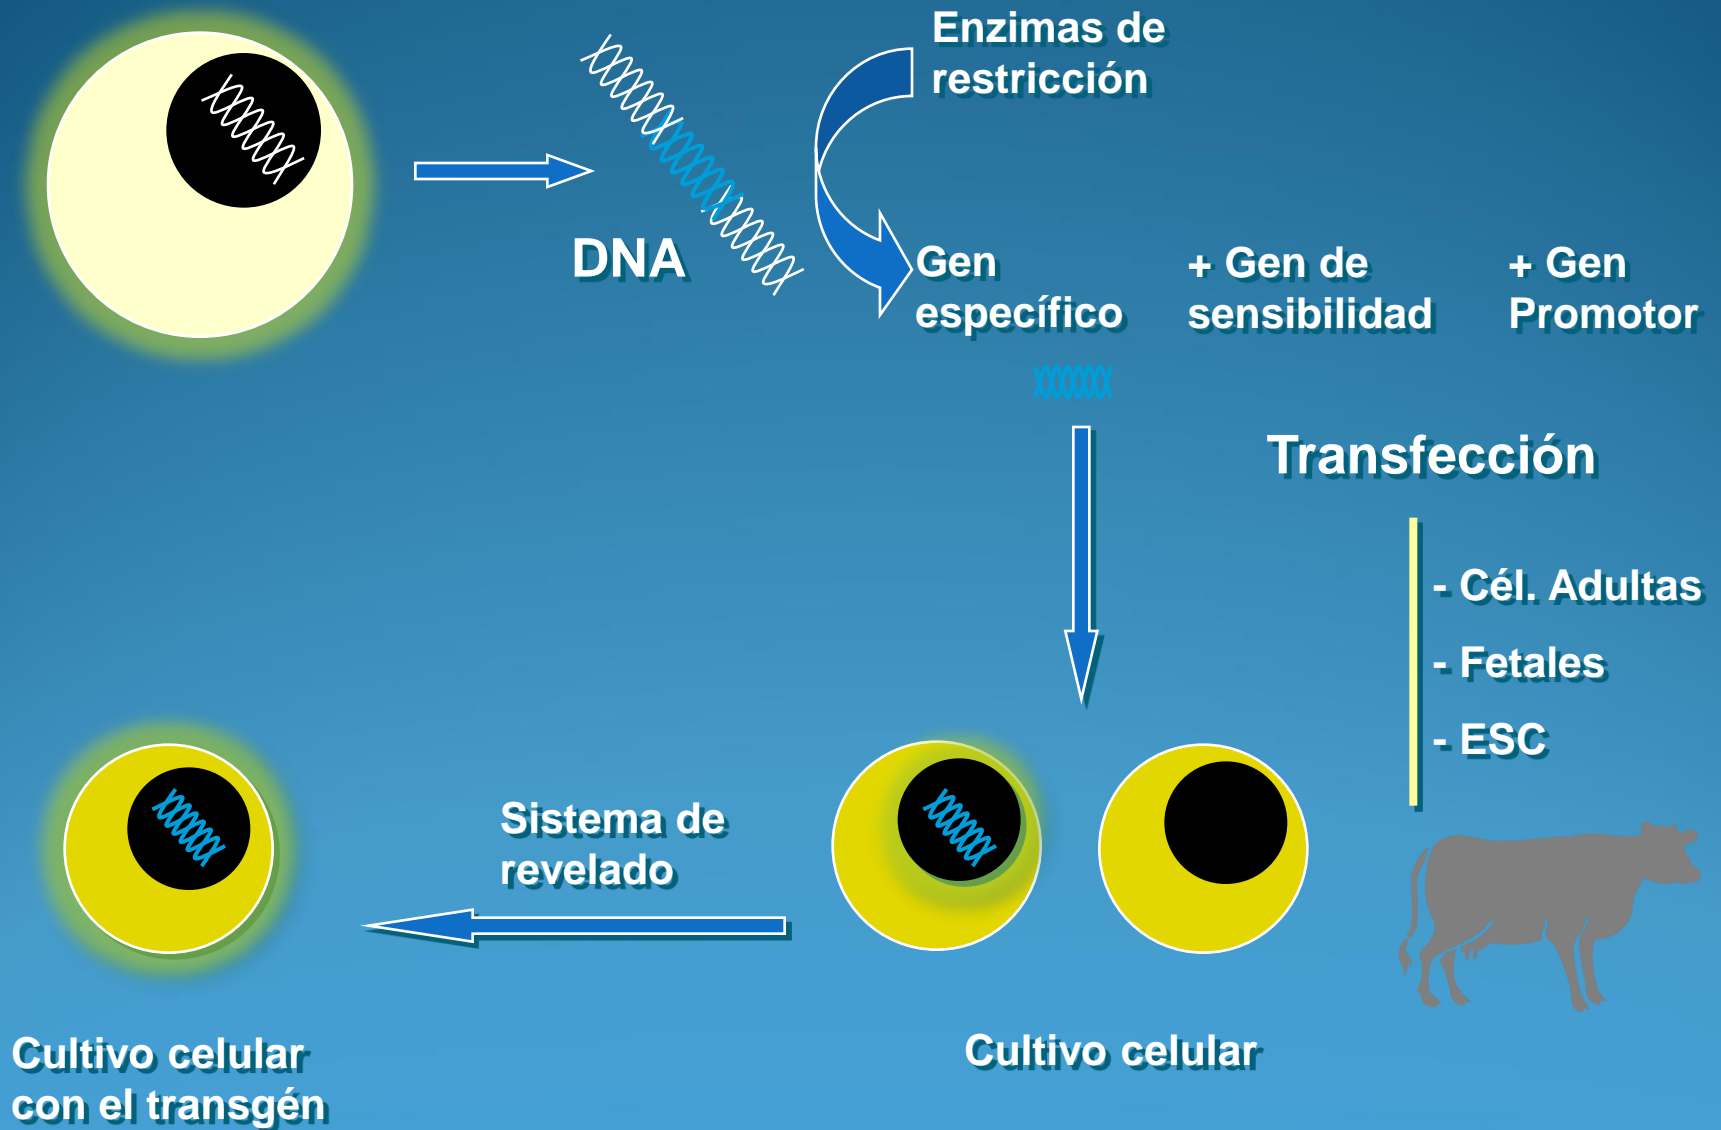 Enzimas de
restricción
DNA
Gen
específico
+ Gen de
sensibilidad
+ Gen
Promotor
Transfección
- Cél. Adultas
- Fetales
- ESC
Sistema de
revelado
Cultivo celular
Cultivo celular
con el transgén